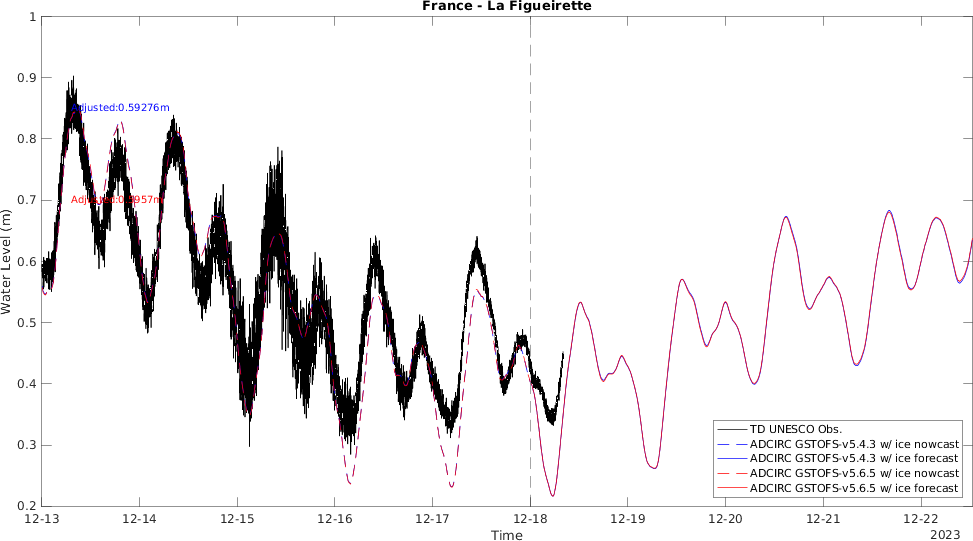 France - La Figueirette
Water Level (m)
1
0.9
0.8
0.7
0.6
0.5
0.4
0.3
0.2
Adjusted:0.59276m
TD UNESCO Obs.
ADCIRC GSTOFS-v5.4.3 w/ ice nowcast
ADCIRC GSTOFS-v5.4.3 w/ ice forecast
ADCIRC GSTOFS-v5.6.5 w/ ice nowcast
ADCIRC GSTOFS-v5.6.5 w/ ice forecast
12-13 12-14 12-15 12-16 12-17 12-18 12-19 12-20 12-21 12-22
Time
2023